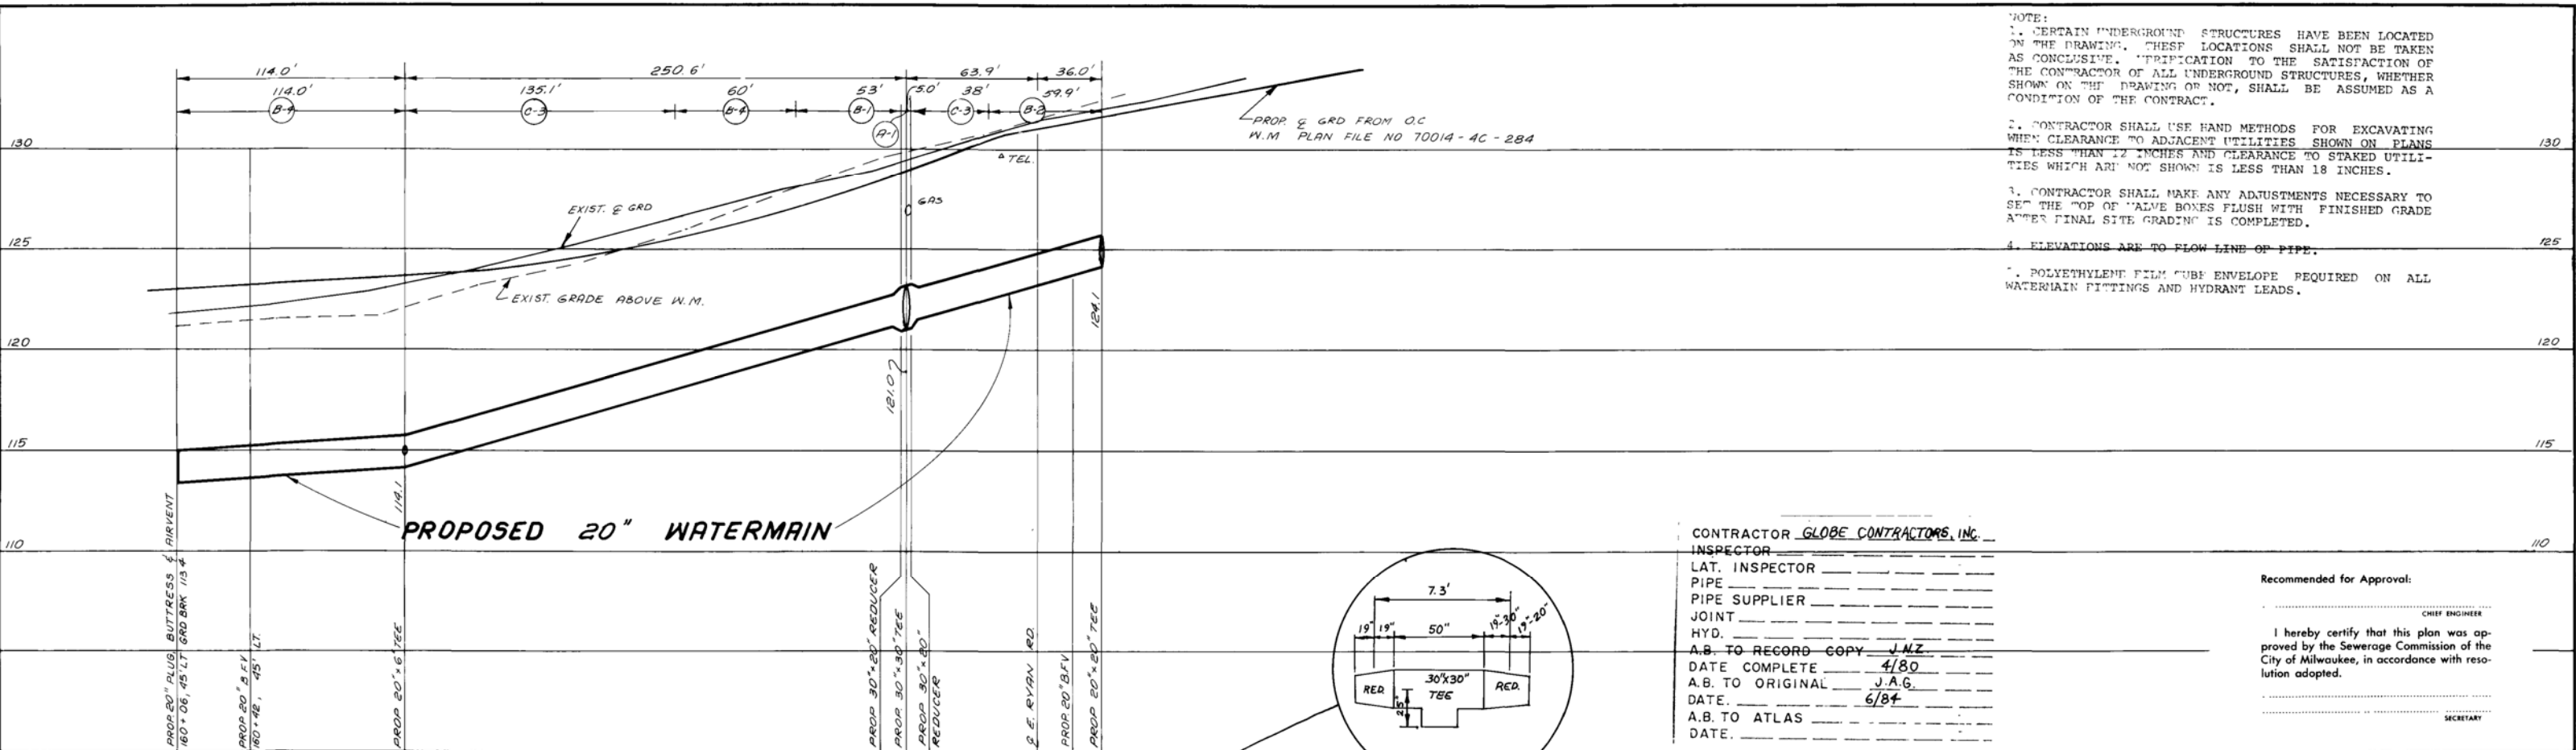 114.0'
250.6'
63.9'
36.0'
114.0'
135.1'
60'
53'
5.0'
38'
59.9'
B-4
C-3
B-4
B-1
A-1
C-3
B-2
130
125
120
115
110
130
125
120
115
110
EXIST. ℄ GRD
EXIST. GRADE ABOVE W.M.
TEL.
GAS
PROP. ℄ GRD FROM O.C
W.M PLAN FILE NO 70014-4C-284
114.1
121.0
124.1
PROPOSED 20" WATERMAIN
PROP. 20" PLUG, BUTTRESS & AIRVENT
160+06, 45' LT GRD BRK 113.4
PROP 20" B.F.V
160+42, 45' LT.
PROP 20"x6" TEE
PROP 30"x20" REDUCER
PROP. 30"x30" TEE
PROP 30"x20"
REDUCER
℄ E. RYAN RD.
PROP. 20" B.F.V
PROP 20"x20" TEE
NOTE:
1. CERTAIN UNDERGROUND STRUCTURES HAVE BEEN LOCATED
ON THE DRAWING. THESE LOCATIONS SHALL NOT BE TAKEN
AS CONCLUSIVE. VERIFICATION TO THE SATISFACTION OF
THE CONTRACTOR OF ALL UNDERGROUND STRUCTURES, WHETHER
SHOWN ON THE DRAWING OR NOT, SHALL BE ASSUMED AS A
CONDITION OF THE CONTRACT.
2. CONTRACTOR SHALL USE HAND METHODS FOR EXCAVATING
WHEN CLEARANCE TO ADJACENT UTILITIES SHOWN ON PLANS
IS LESS THAN 12 INCHES AND CLEARANCE TO STAKED UTILI-
TIES WHICH ARE NOT SHOWN IS LESS THAN 18 INCHES.
3. CONTRACTOR SHALL MAKE ANY ADJUSTMENTS NECESSARY TO
SET THE TOP OF VALVE BOXES FLUSH WITH FINISHED GRADE
AFTER FINAL SITE GRADING IS COMPLETED.
4. ELEVATIONS ARE TO FLOW LINE OF PIPE.
. POLYETHYLENE FILM TUBE ENVELOPE REQUIRED ON ALL
WATERMAIN FITTINGS AND HYDRANT LEADS.
7.3'
19" 19" 50" 19"-30" 19"-20"
RED.
30"x30"
TEE
RED.
25"
CONTRACTOR GLOBE CONTRACTORS, INC.
INSPECTOR
LAT. INSPECTOR
PIPE
PIPE SUPPLIER
JOINT
HYD.
A.B. TO RECORD COPY J.N.Z.
DATE COMPLETE 4/80
A.B. TO ORIGINAL J.A.G.
DATE. 6/84
A.B. TO ATLAS
DATE.
Recommended for Approval:
CHIEF ENGINEER
I hereby certify that this plan was ap-
proved by the Sewerage Commission of the
City of Milwaukee, in accordance with reso-
lution adopted.
SECRETARY